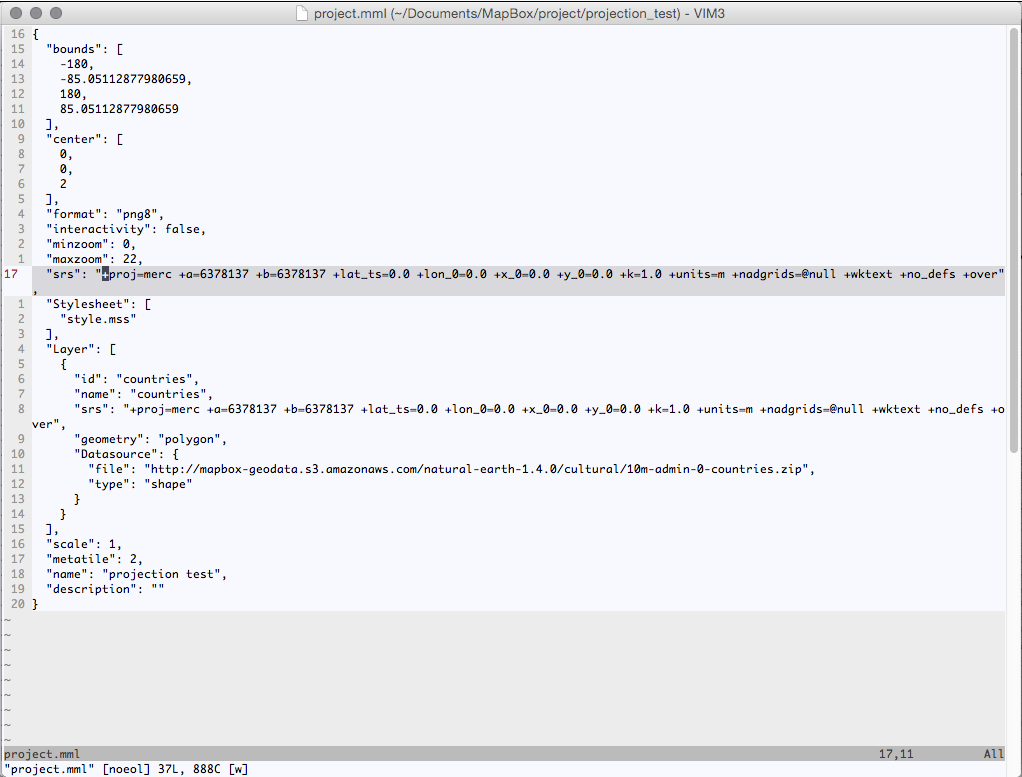 project.mml (~/Documents/MapBox/project/projection_test) - VIM3
16 {
15   "bounds": [
14     -180,
13     -85.05112877980659,
12     180,
11     85.05112877980659
10   ],
9   "center": [
8     0,
7     0,
6     2
5   ],
4   "format": "png8",
3   "interactivity": false,
2   "minzoom": 0,
1   "maxzoom": 22,
17   "srs": "+proj=merc +a=6378137 +b=6378137 +lat_ts=0.0 +lon_0=0.0 +x_0=0.0 +y_0=0.0 +k=1.0 +units=m +nadgrids=@null +wktext +no_defs +over"
,
1   "Stylesheet": [
2     "style.mss"
3   ],
4   "Layer": [
5     {
6       "id": "countries",
7       "name": "countries",
8       "srs": "+proj=merc +a=6378137 +b=6378137 +lat_ts=0.0 +lon_0=0.0 +x_0=0.0 +y_0=0.0 +k=1.0 +units=m +nadgrids=@null +wktext +no_defs +o
ver",
9       "geometry": "polygon",
10       "Datasource": {
11         "file": "http://mapbox-geodata.s3.amazonaws.com/natural-earth-1.4.0/cultural/10m-admin-0-countries.zip",
12         "type": "shape"
13       }
14     }
15   ],
16   "scale": 1,
17   "metatile": 2,
18   "name": "projection test",
19   "description": ""
20 }
~
~
~
~
~
~
~
~
~
project.mml 17,11 All
"project.mml" [noeol] 37L, 888C [w]